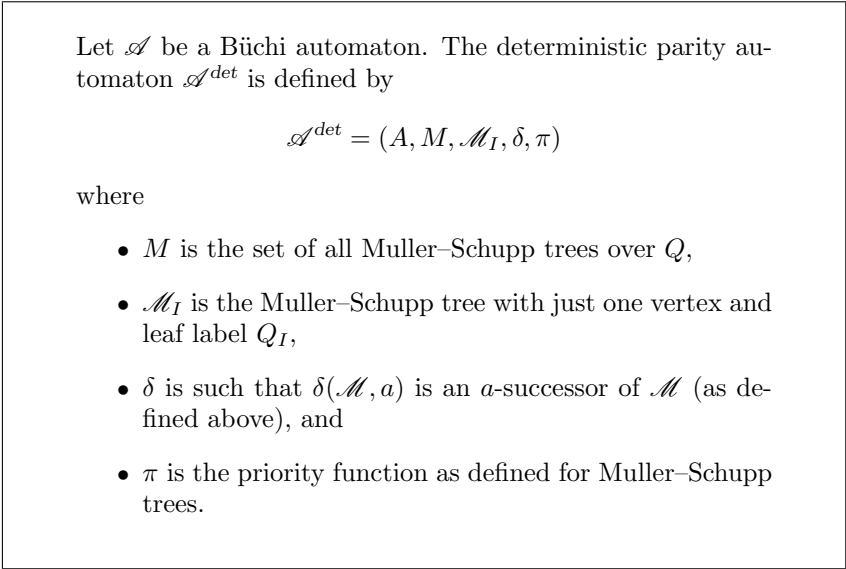 Let 𝒜 be a Büchi automaton. The deterministic parity au-
tomaton 𝒜^{det} is defined by
𝒜^{det} = (A, M, ℳ_I, δ, π)
where
• M is the set of all Muller–Schupp trees over Q,
• ℳ_I is the Muller–Schupp tree with just one vertex and
leaf label Q_I,
• δ is such that δ(ℳ, a) is an a-successor of ℳ (as de-
fined above), and
• π is the priority function as defined for Muller–Schupp
trees.